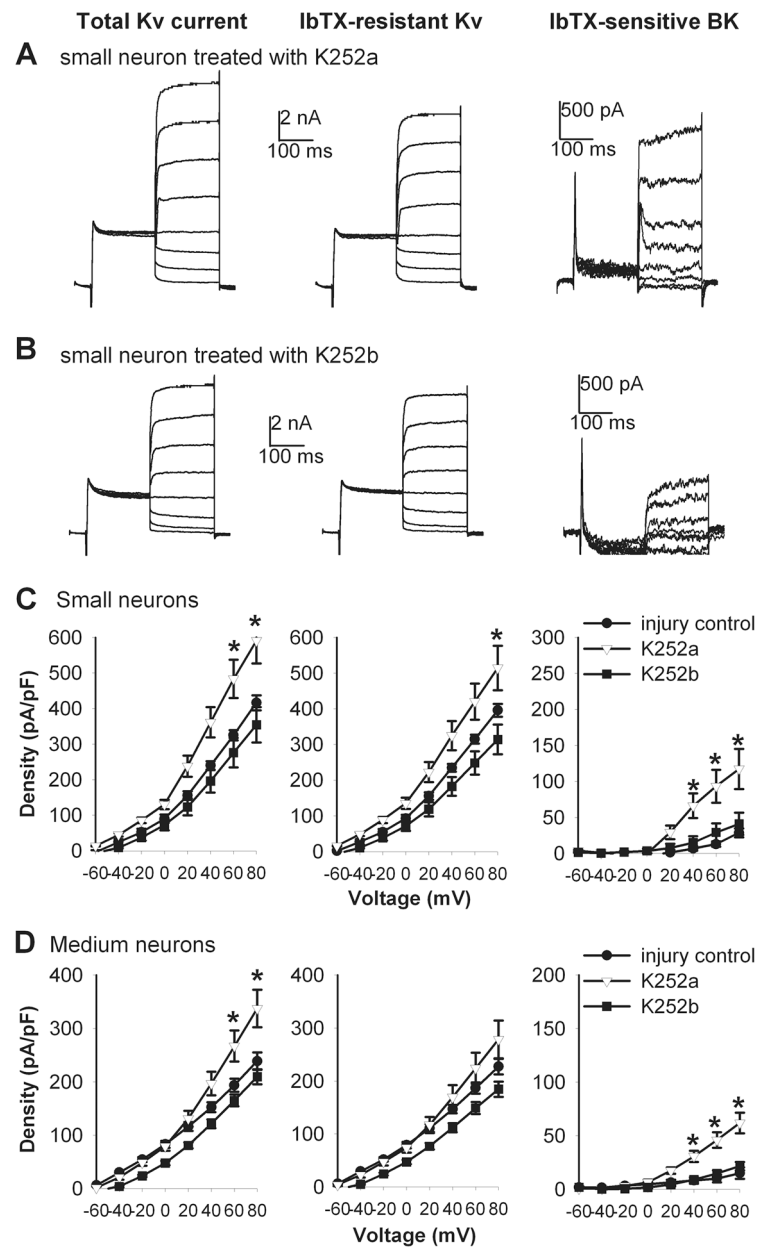 Total Kv current IbTX-resistant Kv IbTX-sensitive BK
A small neuron treated with K252a
2 nA
100 ms
500 pA
100 ms
B small neuron treated with K252b
2 nA
100 ms
500 pA
100 ms
C Small neurons
Density (pA/pF)
600
500
400
300
200
100
0
* *
-60-40-20 0 20 40 60 80
600
500
400
300
200
100
0
*
-60-40-20 0 20 40 60 80
Voltage (mV)
injury control
K252a
K252b
300
250
200
150
100
50
0
* * *
-60-40-20 0 20 40 60 80
D Medium neurons
Density (pA/pF)
400
300
200
100
0
* *
-60-40-20 0 20 40 60 80
400
300
200
100
0
-60-40-20 0 20 40 60 80
Voltage (mV)
injury control
K252a
K252b
200
150
100
50
0
* * *
-60-40-20 0 20 40 60 80